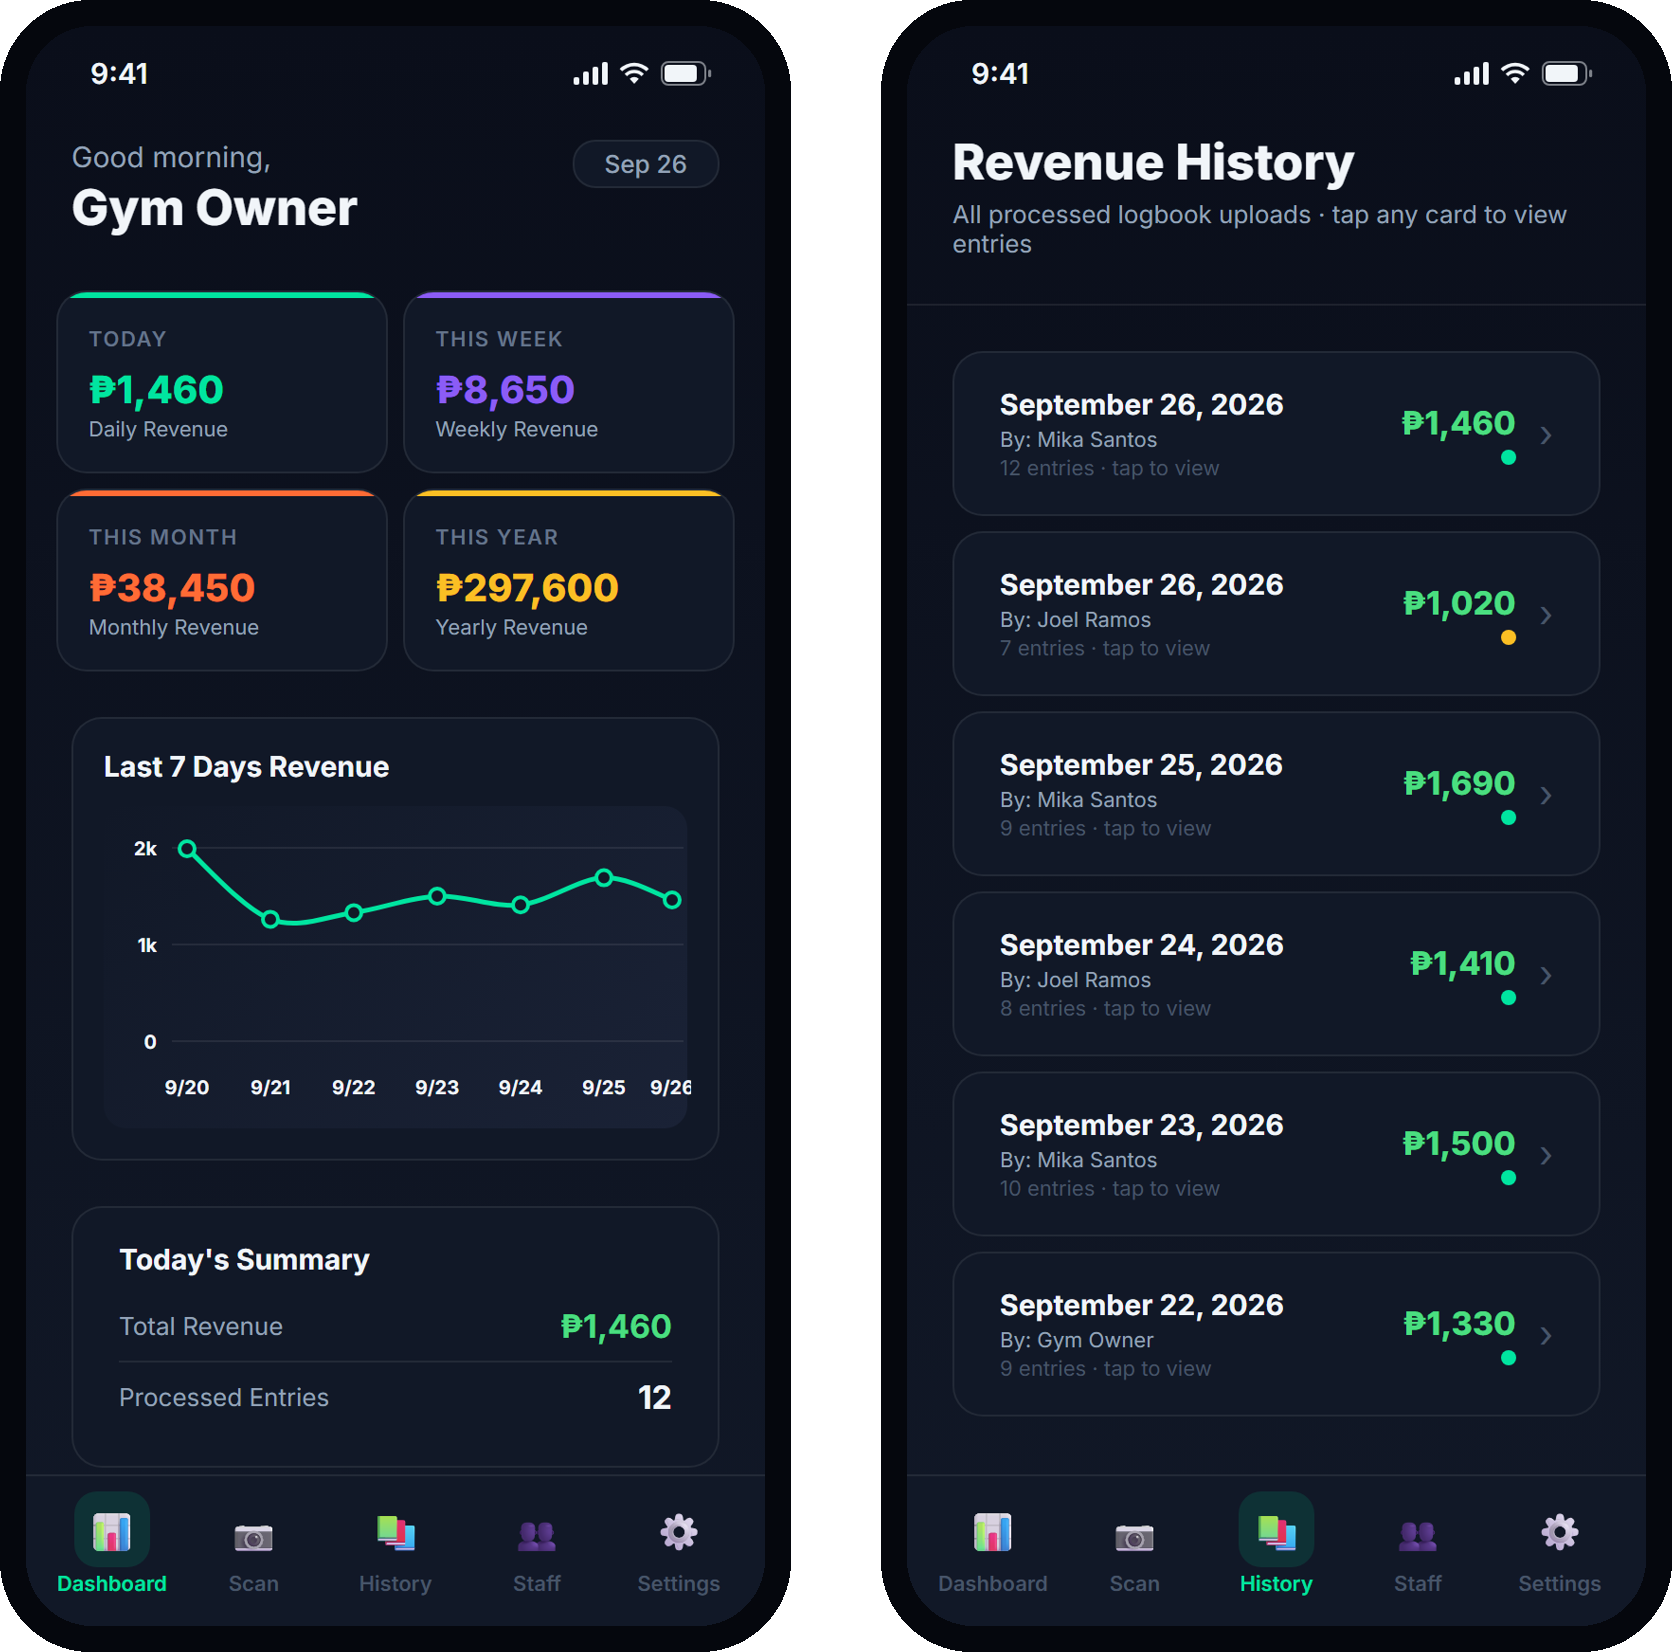 9:41
Good morning,
Gym Owner
Sep 26
TODAY
₱1,460
Daily Revenue
THIS WEEK
₱8,650
Weekly Revenue
THIS MONTH
₱38,450
Monthly Revenue
THIS YEAR
₱297,600
Yearly Revenue
Last 7 Days Revenue
2k
1k
0
9/20 9/21 9/22 9/23 9/24 9/25 9/26
Today's Summary
Total Revenue ₱1,460
Processed Entries 12
Dashboard Scan History Staff Settings
9:41
Revenue History
All processed logbook uploads · tap any card to view
entries
September 26, 2026
By: Mika Santos
12 entries · tap to view
₱1,460
September 26, 2026
By: Joel Ramos
7 entries · tap to view
₱1,020
September 25, 2026
By: Mika Santos
9 entries · tap to view
₱1,690
September 24, 2026
By: Joel Ramos
8 entries · tap to view
₱1,410
September 23, 2026
By: Mika Santos
10 entries · tap to view
₱1,500
September 22, 2026
By: Gym Owner
9 entries · tap to view
₱1,330
Dashboard Scan History Staff Settings